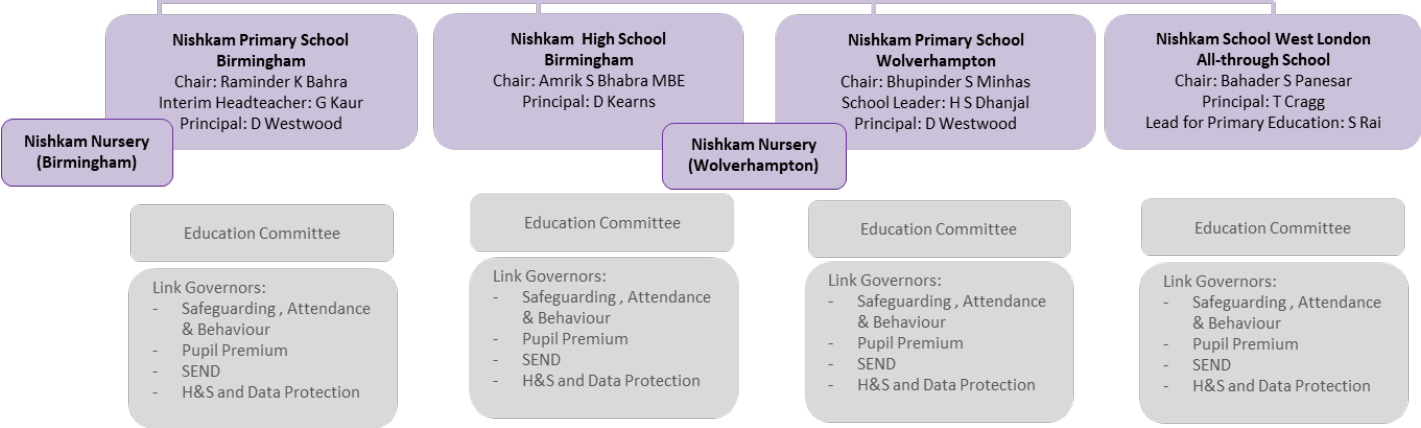 Nishkam Primary School
Birmingham
Chair: Raminder K Bahra
Interim Headteacher: G Kaur
Principal: D Westwood
Nishkam Nursery
(Birmingham)
Nishkam High School
Birmingham
Chair: Amrik S Bhabra MBE
Principal: D Kearns
Nishkam Primary School
Wolverhampton
Chair: Bhupinder S Minhas
School Leader: H S Dhanjal
Principal: D Westwood
Nishkam Nursery
(Wolverhampton)
Nishkam School West London
All-through School
Chair: Bahader S Panesar
Principal: T Cragg
Lead for Primary Education: S Rai
Education Committee
Link Governors:
- Safeguarding , Attendance
& Behaviour
- Pupil Premium
- SEND
- H&S and Data Protection
Education Committee
Link Governors:
- Safeguarding , Attendance
& Behaviour
- Pupil Premium
- SEND
- H&S and Data Protection
Education Committee
Link Governors:
- Safeguarding , Attendance
& Behaviour
- Pupil Premium
- SEND
- H&S and Data Protection
Education Committee
Link Governors:
- Safeguarding , Attendance
& Behaviour
- Pupil Premium
- SEND
- H&S and Data Protection